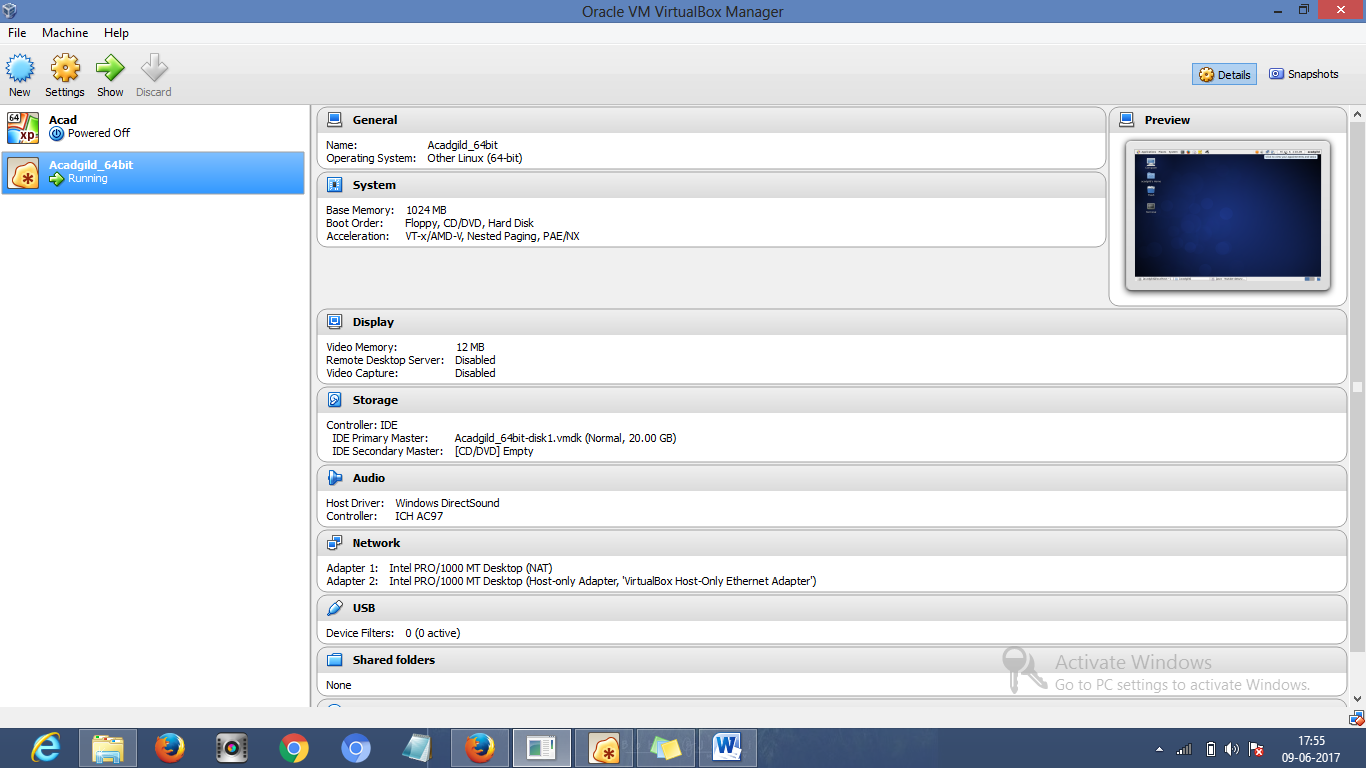 Oracle VM VirtualBox Manager
File Machine Help
New Settings Show Discard
Details Snapshots
64
xp
Acad
Powered Off
Acadgild_64bit
Running
General
Name: Acadgild_64bit
Operating System: Other Linux (64-bit)
System
Base Memory: 1024 MB
Boot Order: Floppy, CD/DVD, Hard Disk
Acceleration: VT-x/AMD-V, Nested Paging, PAE/NX
Preview
Display
Video Memory: 12 MB
Remote Desktop Server: Disabled
Video Capture: Disabled
Storage
Controller: IDE
IDE Primary Master: Acadgild_64bit-disk1.vmdk (Normal, 20.00 GB)
IDE Secondary Master: [CD/DVD] Empty
Audio
Host Driver: Windows DirectSound
Controller: ICH AC97
Network
Adapter 1: Intel PRO/1000 MT Desktop (NAT)
Adapter 2: Intel PRO/1000 MT Desktop (Host-only Adapter, 'VirtualBox Host-Only Ethernet Adapter')
USB
Device Filters: 0 (0 active)
Shared folders
None
Activate Windows
Go to PC settings to activate Windows.
17:55
09-06-2017